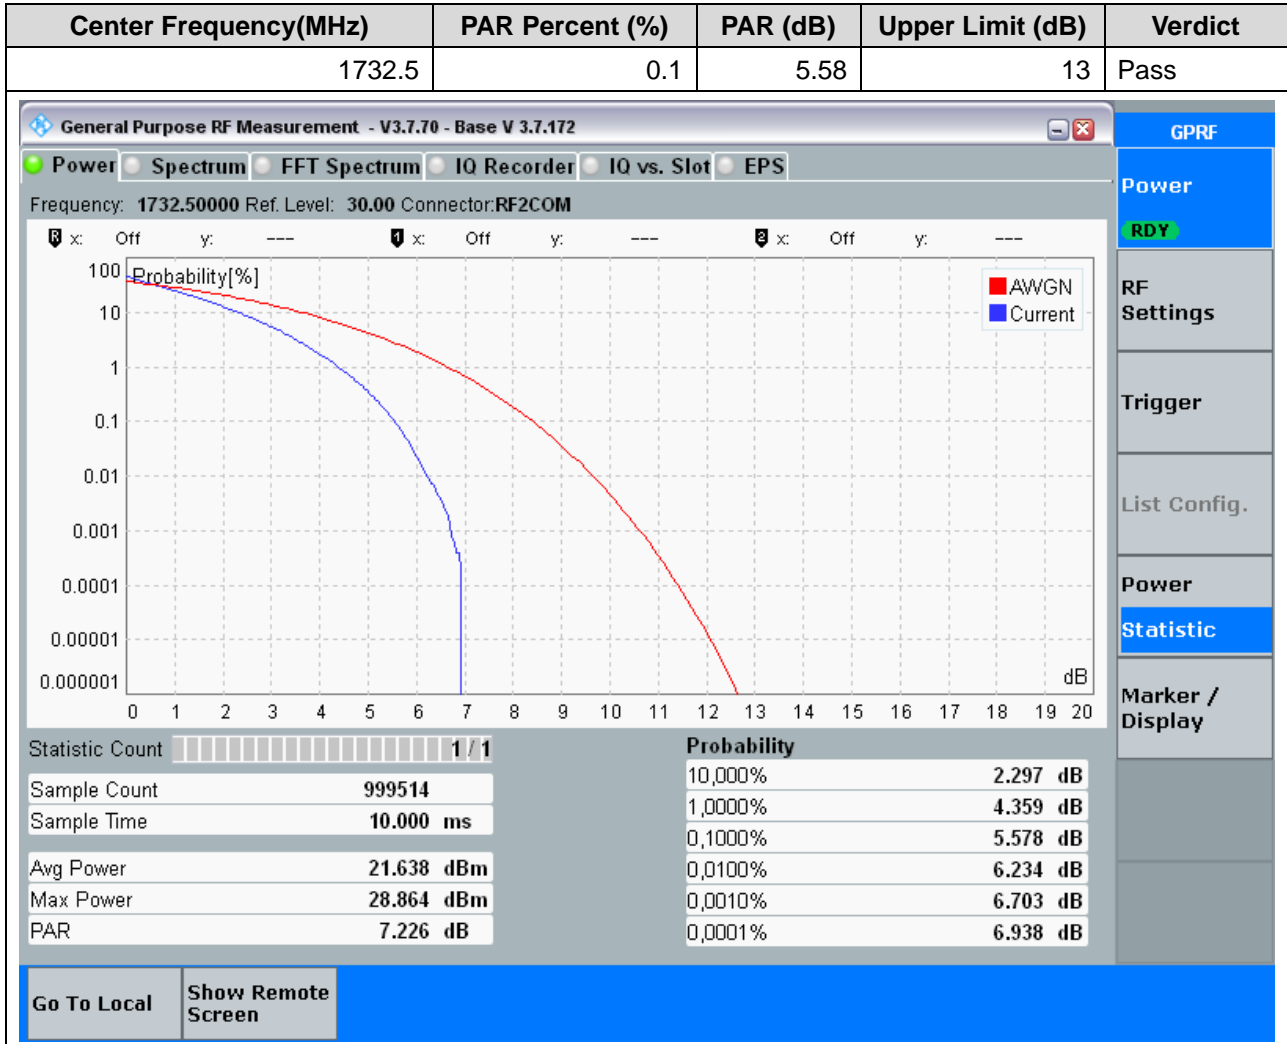 Center Frequency(MHz) PAR Percent (%) PAR (dB) Upper Limit (dB) Verdict
1732.5 0.1 5.58 13 Pass
General Purpose RF Measurement - V3.7.70 - Base V 3.7.172
GPRF
Power Spectrum FFT Spectrum IQ Recorder IQ vs. Slot EPS
Power
RDY
Frequency: 1732.50000 Ref. Level: 30.00 Connector:RF2COM
R x: Off y: --- 1 x: Off y: --- 2 x: Off y: ---
Probability[%]
AWGN
Current
100
10
1
0.1
0.01
0.001
0.0001
0.00001
0.000001
dB
0 1 2 3 4 5 6 7 8 9 10 11 12 13 14 15 16 17 18 19 20
RF
Settings
Trigger
List Config.
Power
Statistic
Marker /
Display
Statistic Count 1 / 1
Sample Count 999514
Sample Time 10.000 ms
Avg Power 21.638 dBm
Max Power 28.864 dBm
PAR 7.226 dB
Probability
10,000% 2.297 dB
1,0000% 4.359 dB
0,1000% 5.578 dB
0,0100% 6.234 dB
0,0010% 6.703 dB
0,0001% 6.938 dB
Go To Local
Show Remote
Screen